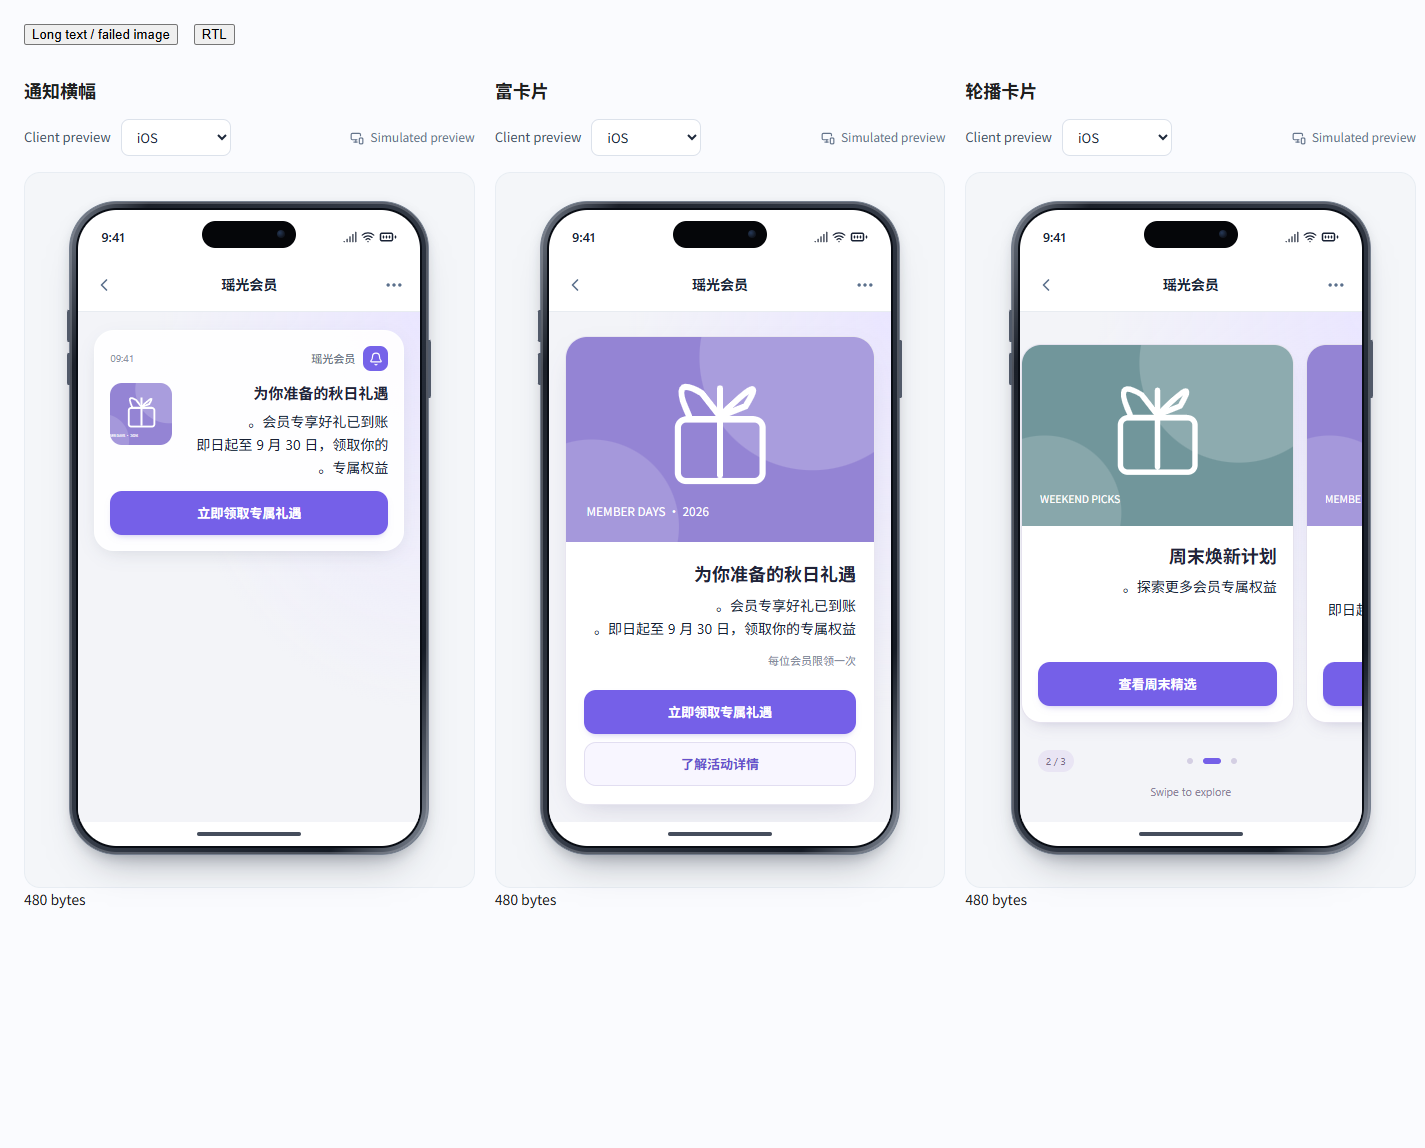 Long text / failed image
RTL
通知横幅
Client preview
iOS
Simulated preview
9:41
瑶光会员
09:41
瑶光会员
为你准备的秋日礼遇
会员专享好礼已到账。
即日起至 9 月 30 日，领取你的
专属权益。
立即领取专属礼遇
480 bytes
富卡片
Client preview
iOS
Simulated preview
9:41
瑶光会员
MEMBER DAYS • 2026
为你准备的秋日礼遇
会员专享好礼已到账。
即日起至 9 月 30 日，领取你的专属权益。
每位会员限领一次
立即领取专属礼遇
了解活动详情
480 bytes
轮播卡片
Client preview
iOS
Simulated preview
9:41
瑶光会员
WEEKEND PICKS
周末焕新计划
探索更多会员专属权益。
查看周末精选
MEMBE
即日起
2 / 3
Swipe to explore
480 bytes